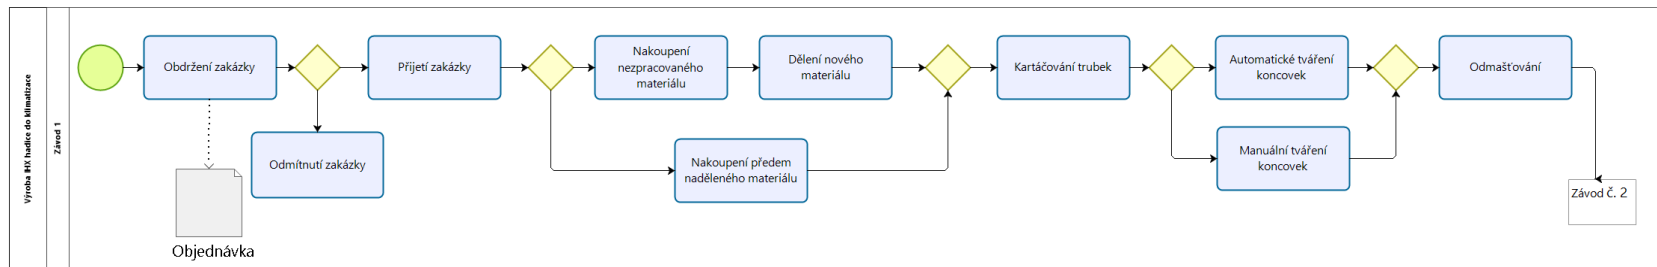 Výroba IHX hadice do klimatizace
Závod 1
Obdržení zakázky
Přijetí zakázky
Nakoupení
nezpracovaného
materiálu
Dělení nového
materiálu
Kartáčování trubek
Automatické tváření
koncovek
Odmašťování
Odmítnutí zakázky
Nakoupení předem
naděleného materiálu
Manuální tváření
koncovek
Závod č. 2
Objednávka